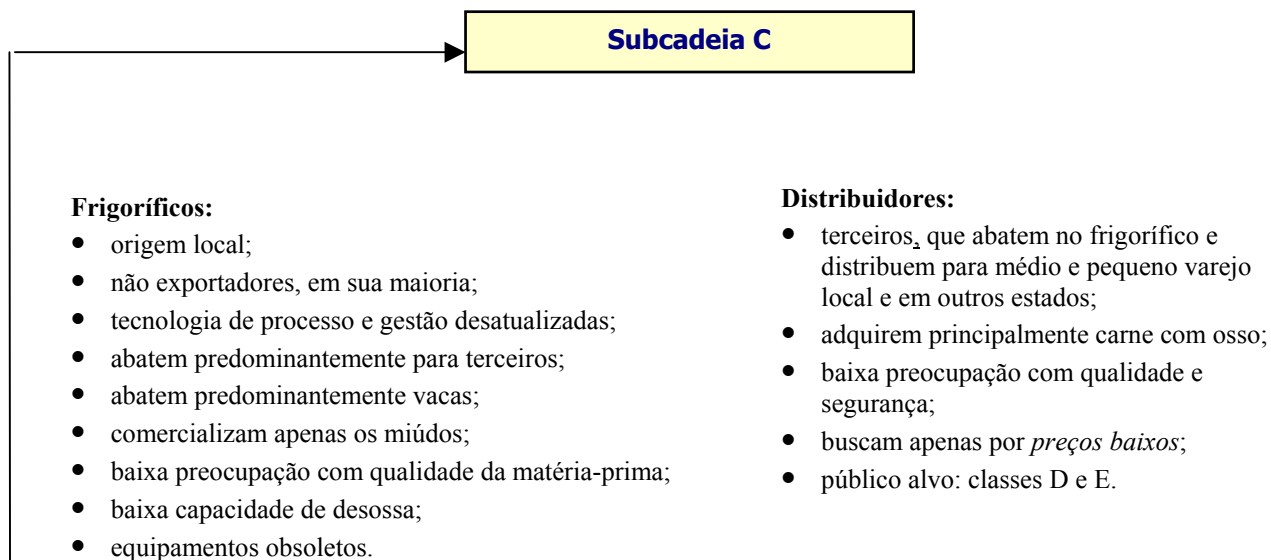 Subcadeia C
Frigoríficos:
● origem local;
● não exportadores, em sua maioria;
● tecnologia de processo e gestão desatualizadas;
● abatem predominantemente para terceiros;
● abatem predominantemente vacas;
● comercializam apenas os miúdos;
● baixa preocupação com qualidade da matéria-prima;
● baixa capacidade de desossa;
● equipamentos obsoletos.
Distribuidores:
● terceiros, que abatem no frigorífico e
distribuem para médio e pequeno varejo
local e em outros estados;
● adquirem principalmente carne com osso;
● baixa preocupação com qualidade e
segurança;
● buscam apenas por preços baixos;
● público alvo: classes D e E.